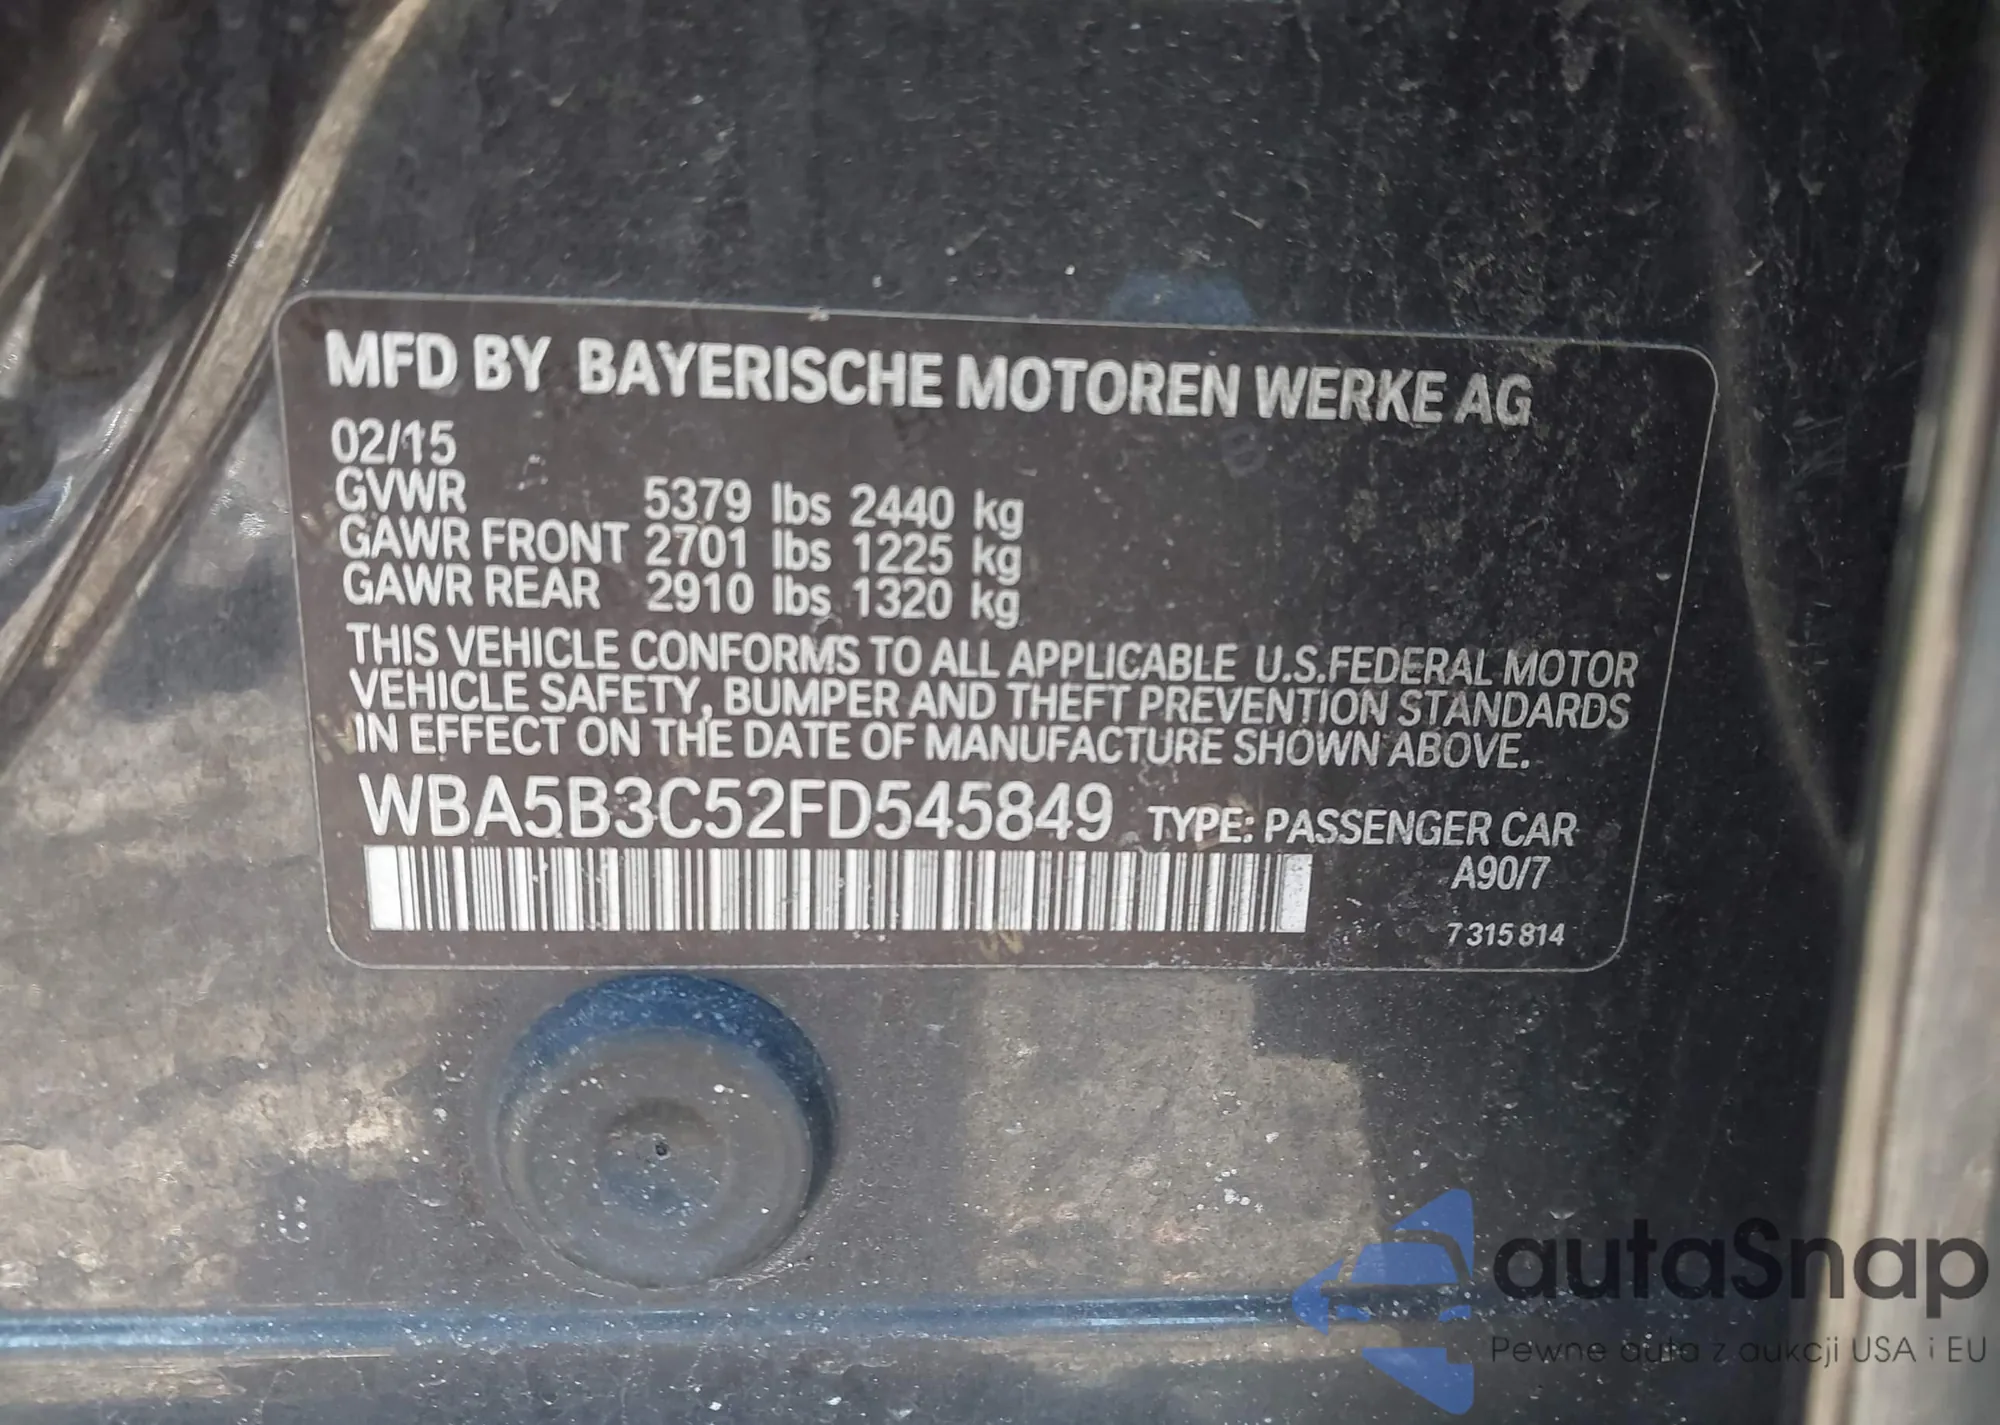 MFD BY BAYERISCHE MOTOREN WERKE AG
02/15
GVWR 5379 lbs 2440 kg
GAWR FRONT 2701 lbs 1225 kg
GAWR REAR 2910 lbs 1320 kg
THIS VEHICLE CONFORMS TO ALL APPLICABLE U.S.FEDERAL MOTOR
VEHICLE SAFETY, BUMPER AND THEFT PREVENTION STANDARDS
IN EFFECT ON THE DATE OF MANUFACTURE SHOWN ABOVE.
WBA5B3C52FD545849 TYPE: PASSENGER CAR
A90/7
7 315 814
autaSnap
Pewne auta z aukcji USA i EU